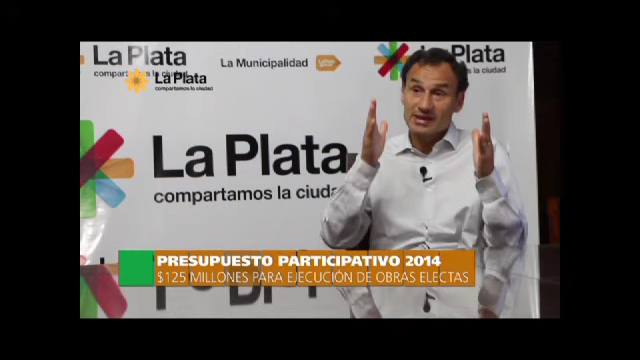 La Plata
compartamos la ciudad
La Municipalidad
La Plata
compartamos la ciudad
La Plata
compartamos la ciudad
La Plata
compartamos la ciudad
PRESUPUESTO PARTICIPATIVO 2014
$125 MILLONES PARA EJECUCIÓN DE OBRAS ELECTAS